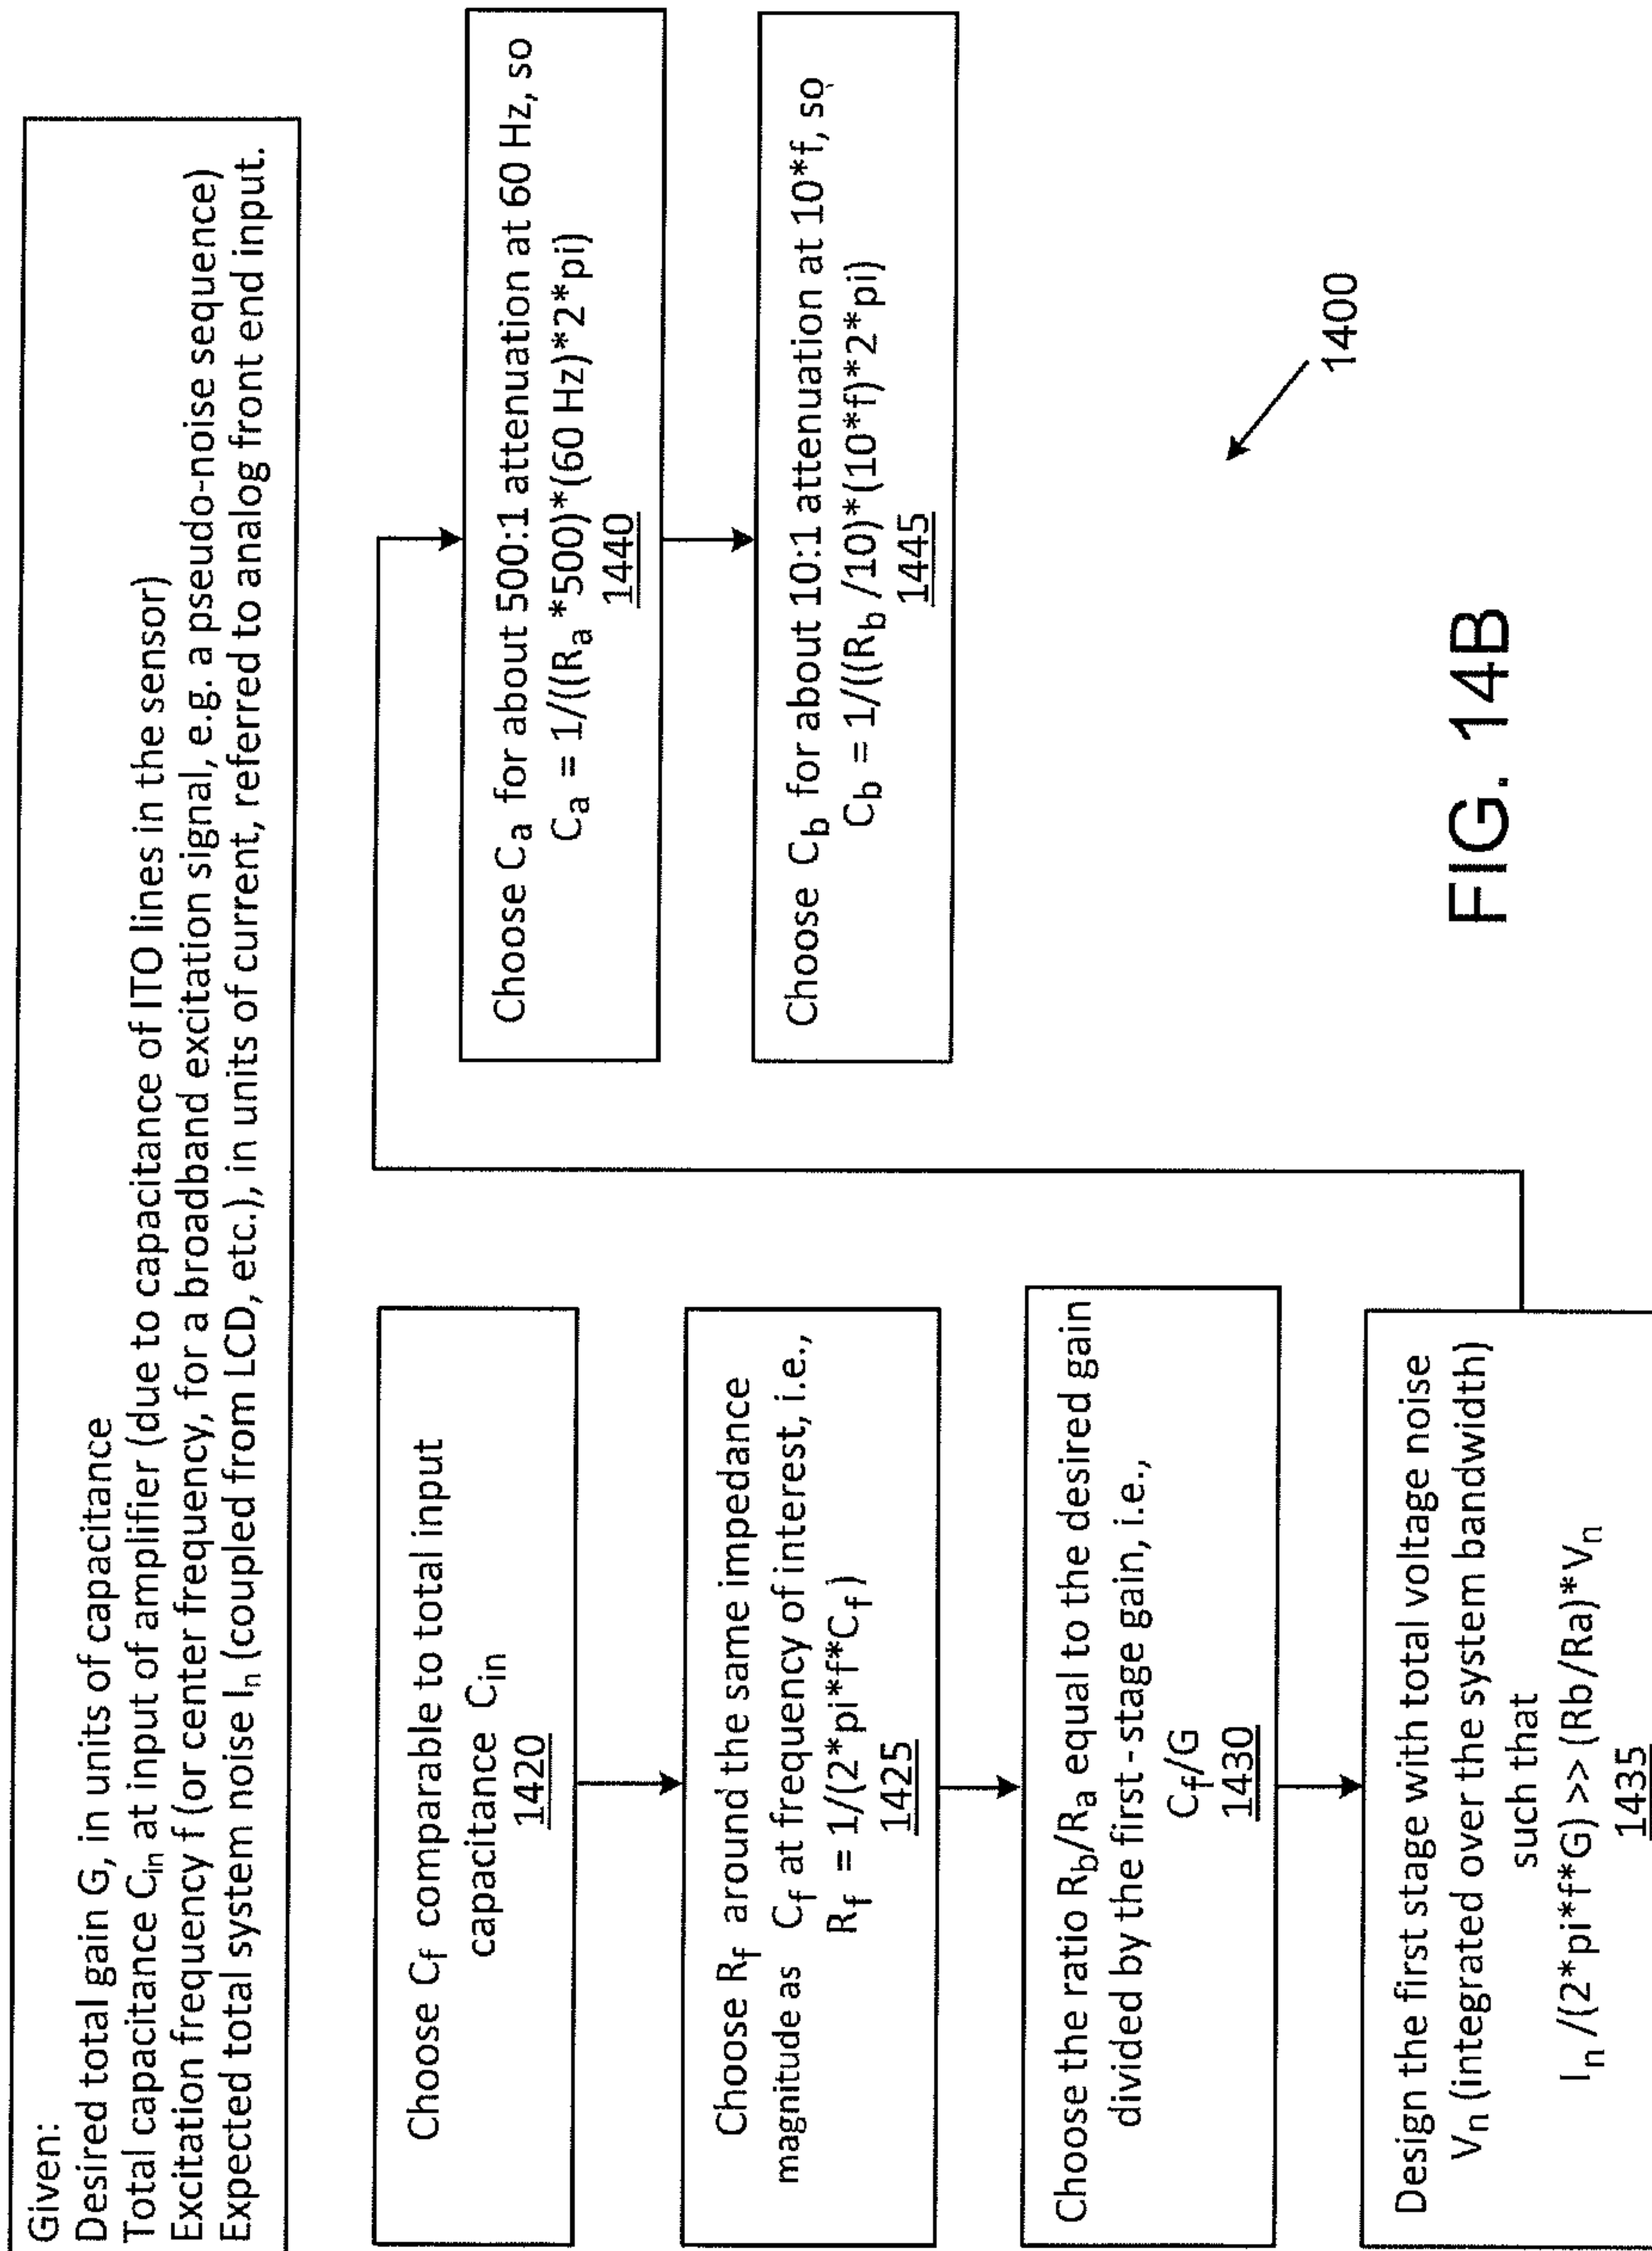 Given:
Desired total gain G, in units of capacitance
Total capacitance Cin at input of amplifier (due to capacitance of ITO lines in the sensor)
Excitation frequency f (or center frequency, for a broadband excitation signal, e.g. a pseudo-noise sequence)
Expected total system noise In (coupled from LCD, etc.), in units of current, referred to analog front end input.
Choose Cf comparable to total input
capacitance Cin
1420
Choose Rf around the same impedance
magnitude as Cf at frequency of interest, i.e.,
Rf = 1/(2*pi*f*Cf)
1425
Choose the ratio Rb/Ra equal to the desired gain
divided by the first-stage gain, i.e.,
Cf/G
1430
Design the first stage with total voltage noise
Vn (integrated over the system bandwidth)
such that
In/(2*pi*f*G) >> (Rb/Ra)*Vn
1435
Choose Ca for about 500:1 attenuation at 60 Hz, so
Ca = 1/((Ra*500)*(60 Hz)*2*pi)
1440
Choose Cb for about 10:1 attenuation at 10*f, so
Cb = 1/((Rb/10)*(10*f)*2*pi)
1445
1400
FIG. 14B